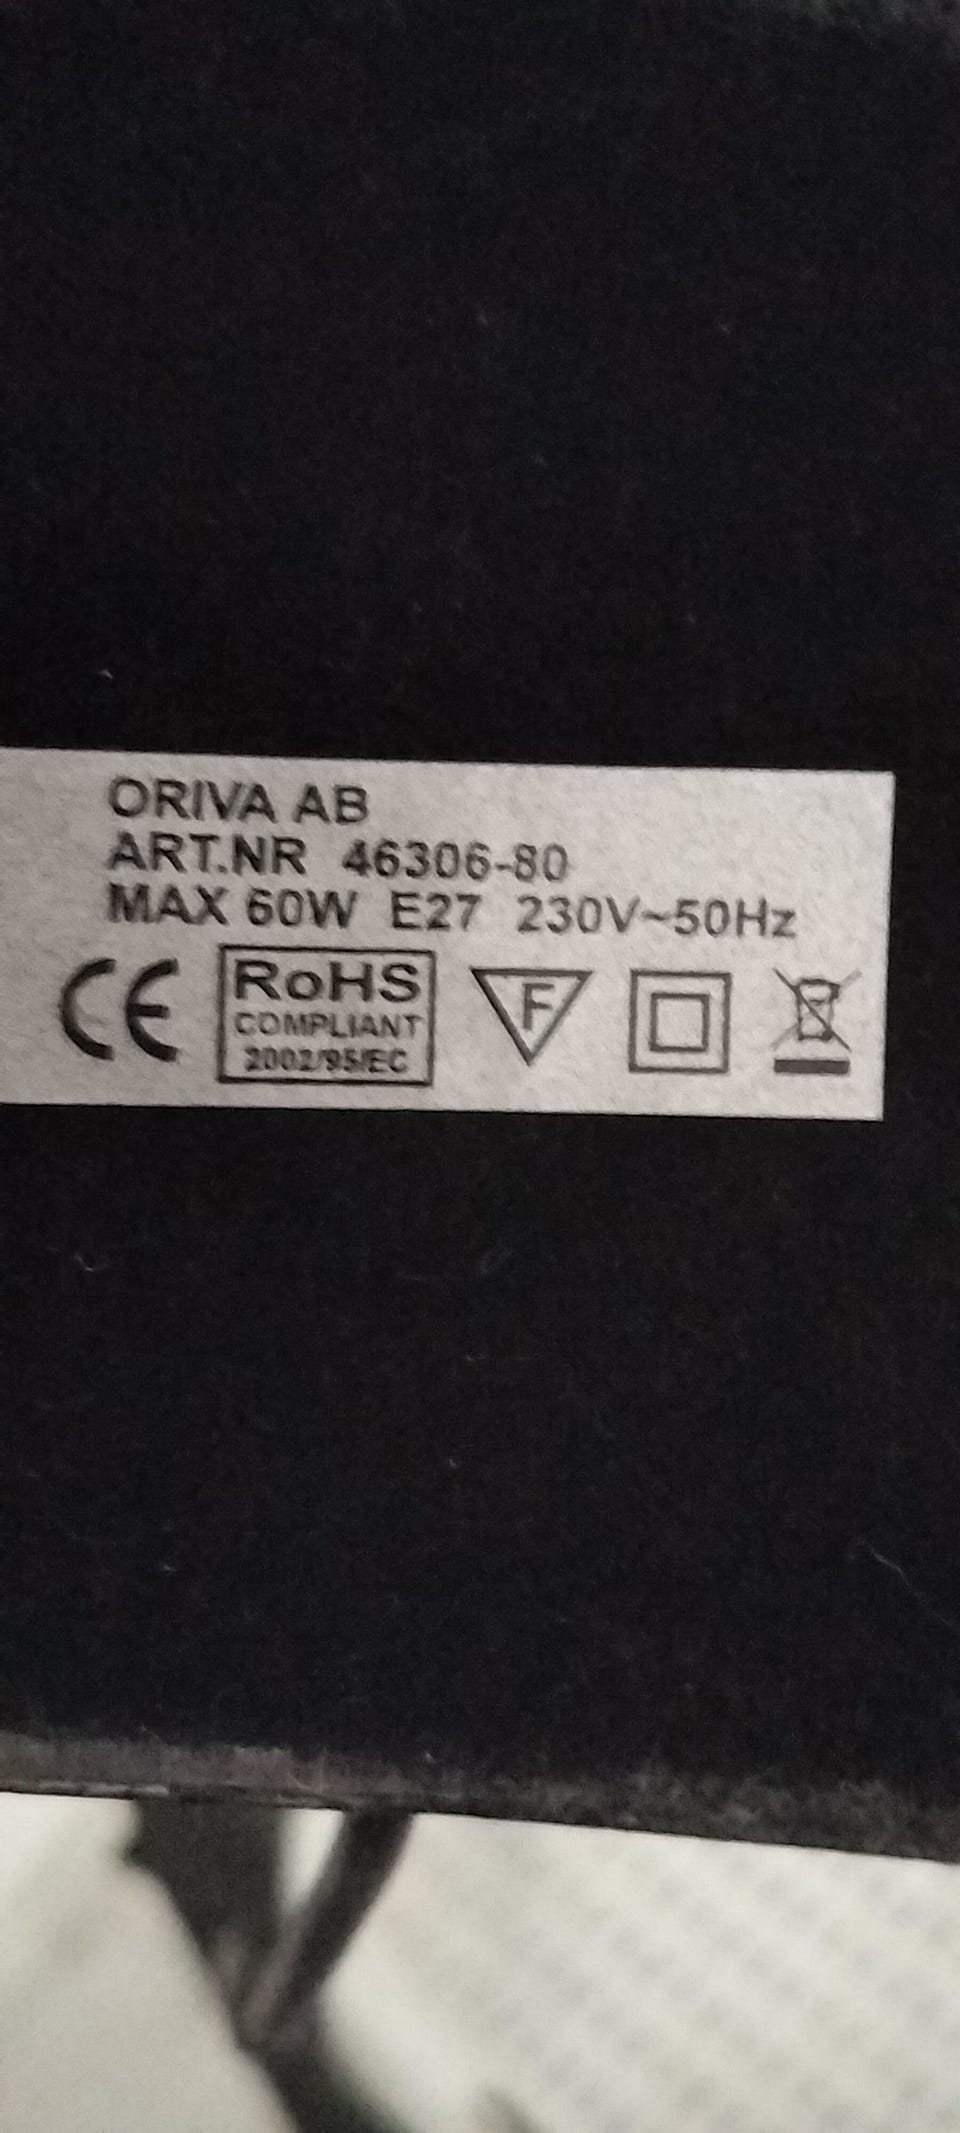 ORIVA AB
ART.NR 46306-80
MAX 60W E27 230V~50Hz
CE
RoHS
COMPLIANT
2002/95/EC
F